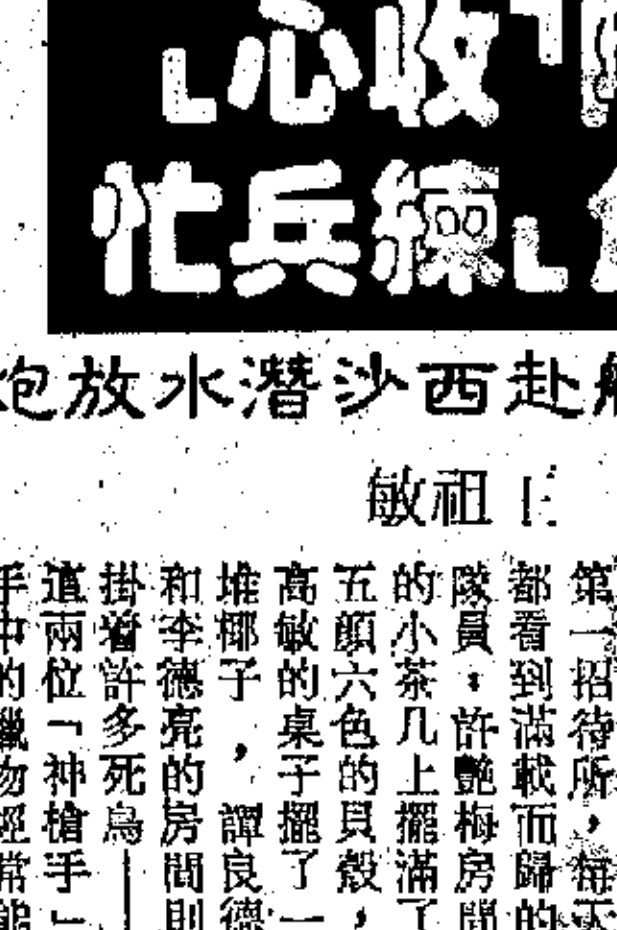 「收心」
」練兵忙
赴西沙潛水放炮
祖敏
第一招待所，每天
都看到滿載而歸的
隊員：許艷梅房間
的小茶几上擺滿了
五顏六色的貝殼，
高敏的桌子擺了一
堆椰子，譚良德
和李德亮的房間則
掛着許多死鳥—
道兩位「神槍手」
手中的獵物經常能